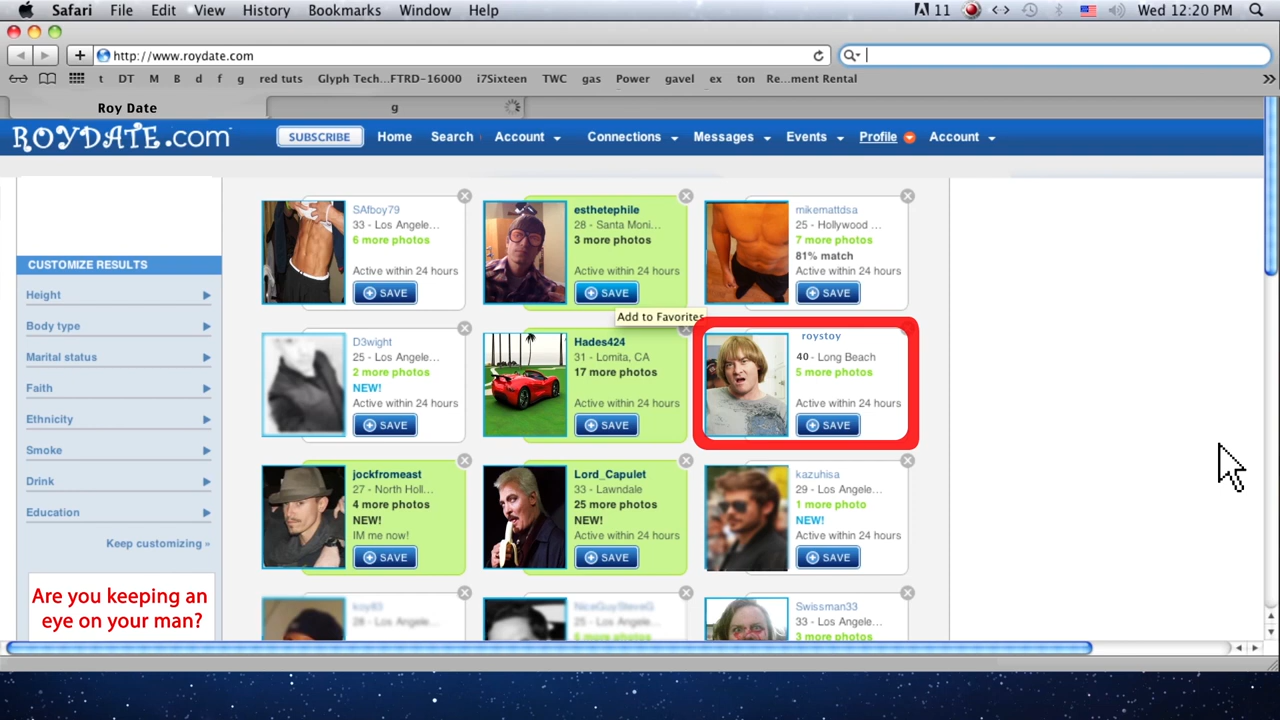 Safari File Edit View History Bookmarks Window Help 11 Wed 12:20 PM
http://www.roydate.com
t DT M B d f g red tuts Glyph Tech...FTRD-16000 i7Sixteen TWC gas Power gavel ex ton Re...ment Rental »
Roy Date g
ROYDATE.com SUBSCRIBE Home Search Account Connections Messages Events Profile Account
CUSTOMIZE RESULTS
Height
Body type
Marital status
Faith
Ethnicity
Smoke
Drink
Education
Keep customizing »
Are you keeping an
eye on your man?
SAfboy79
33 - Los Angele...
6 more photos
Active within 24 hours
SAVE
esthetephile
28 - Santa Moni...
3 more photos
Active within 24 hours
SAVE
Add to Favorites
mikemattdsa
25 - Hollywood ...
7 more photos
81% match
Active within 24 hours
SAVE
D3wight
25 - Los Angele...
2 more photos
NEW!
Active within 24 hours
SAVE
Hades424
31 - Lomita, CA
17 more photos
Active within 24 hours
SAVE
roystoy
40 - Long Beach
5 more photos
Active within 24 hours
SAVE
jockfromeast
27 - North Holl...
4 more photos
NEW!
IM me now!
SAVE
Lord_Capulet
33 - Lawndale
25 more photos
NEW!
Active within 24 hours
SAVE
kazuhisa
29 - Los Angele...
1 more photo
NEW!
Active within 24 hours
SAVE
koy83
28 - Los Angele...
NiceGuySteveG
25 - Los Angele...
Swissman33
33 - Los Angele...
3 more photos